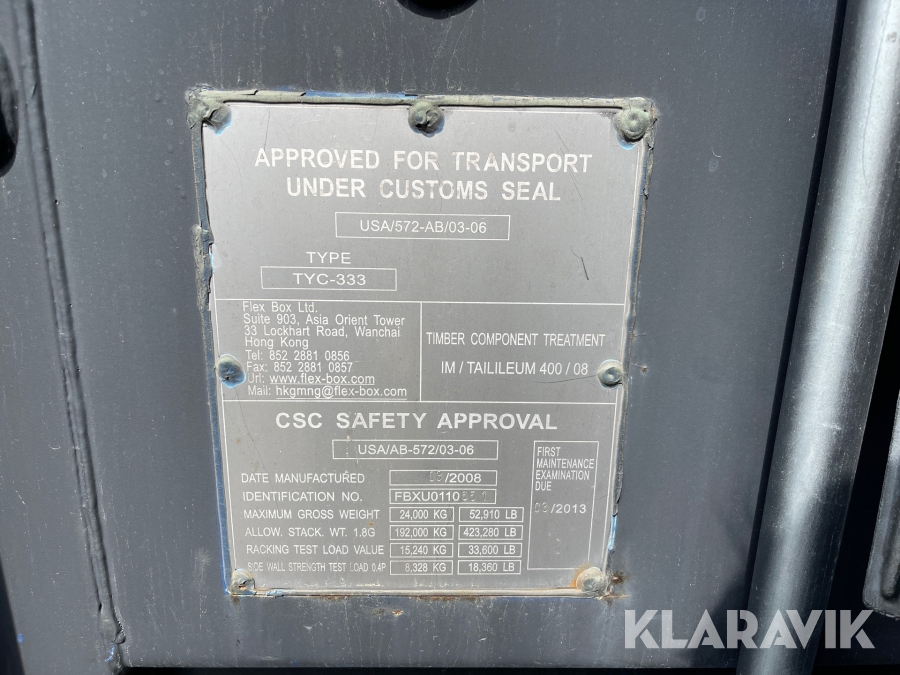 APPROVED FOR TRANSPORT
UNDER CUSTOMS SEAL
USA/572-AB/03-06
TYPE
TYC-333
Flex Box Ltd.
Suite 903, Asia Orient Tower
33 Lockhart Road, Wanchai
Hong Kong
Tel: 852 2881 0856
Fax: 852 2881 0857
Url: www.flex-box.com
Mail: hkgmng@flex-box.com
TIMBER COMPONENT TREATMENT
IM / TAILILEUM 400 / 08
CSC SAFETY APPROVAL
USA/AB-572/03-06
DATE MANUFACTURED /2008
IDENTIFICATION NO.
MAXIMUM GROSS WEIGHT 24,000 KG 52,910 LB
ALLOW. STACK. WT. 1.8G 192,000 KG 423,280 LB
RACKING TEST LOAD VALUE 15,240 KG 33,600 LB
SIDE WALL STRENGTH TEST LOAD 0.4P 8,328 KG 18,360 LB
FIRST
MAINTENANCE
EXAMINATION
DUE
/2013
KLARAVIK